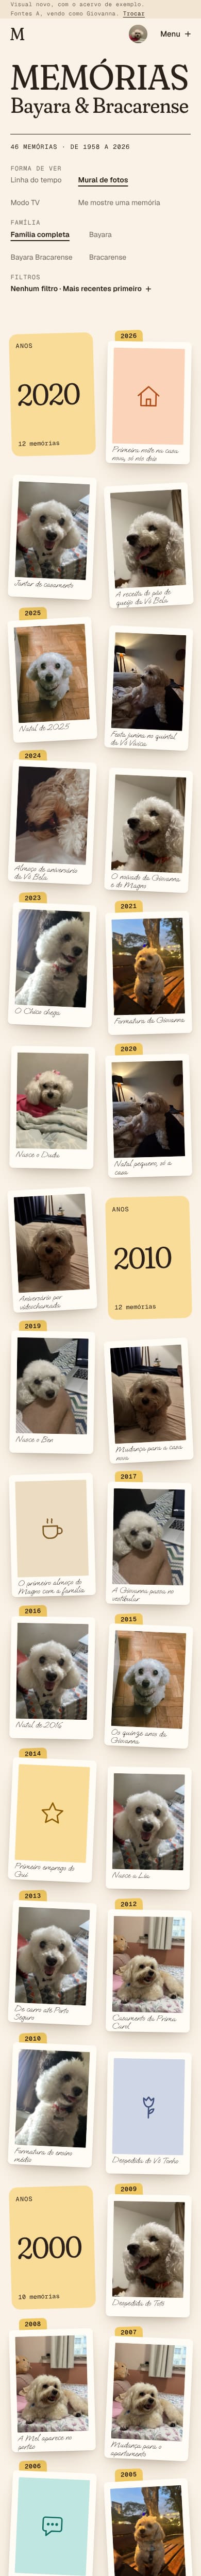 Visual novo, com o acervo de exemplo.
Fontes A, vendo como Giovanna. Trocar
M
Menu +
MEMÓRIAS
Bayara & Bracarense
46 MEMÓRIAS · DE 1958 A 2026
FORMA DE VER
Linha do tempo
Mural de fotos
Modo TV
Me mostre uma memória
FAMÍLIA
Família completa
Bayara
Bayara Bracarense
Bracarense
FILTROS
Nenhum filtro · Mais recentes primeiro +
ANOS
2020
12 memórias
2026
Primeira noite na casa
nova, só nós dois
Jantar de casamento
A receita do pão de
queijo da Vó Bela
2025
Natal de 2025
Festa junina no quintal
da Vó
2024
Almoço de aniversário
da Vó Bela
O noivado da Giovanna
e do Magno
2023
O Chico chega
2021
Formatura da Giovanna
Nasce a Duda
2020
Natal pequeno, só a
casa
Aniversário por
videochamada
ANOS
2010
12 memórias
2019
Nasce o Ben
Mudança para a casa
nova
O primeiro almoço do
Magno com a família
2017
A Giovanna passa no
vestibular
2016
Natal de 2016
2015
Os quinze anos da
Giovanna
2014
Primeiro emprego do
Nasce a Lia
2013
De carro até Porto
Seguro
2012
Casamento da Prima
Carol
2010
Formatura do ensino
médio
Despedida do Vô Tonho
ANOS
2000
10 memórias
2009
Despedida do Totó
2008
A Mel aparece no
portão
2007
Mudança para o
apartamento
2006
2005